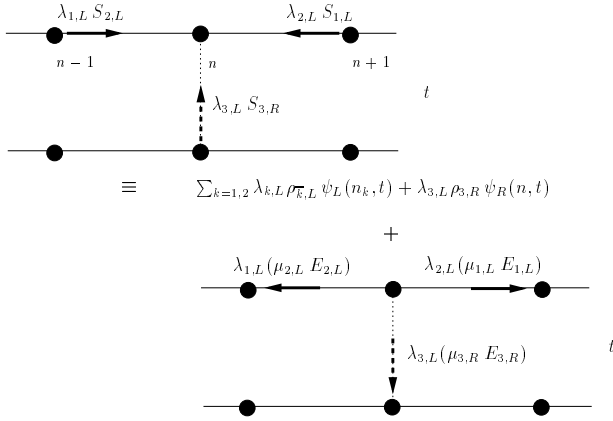 λ1,L S2,L λ2,L S1,L
n − 1 n n + 1
t
λ3,L S3,R
≡ ∑k=1,2 λk,L ρk̅,L ψL(nk, t) + λ3,L ρ3,R ψR(n, t)
+
λ1,L(μ2,L E2,L) λ2,L(μ1,L E1,L)
t
λ3,L(μ3,R E3,R)